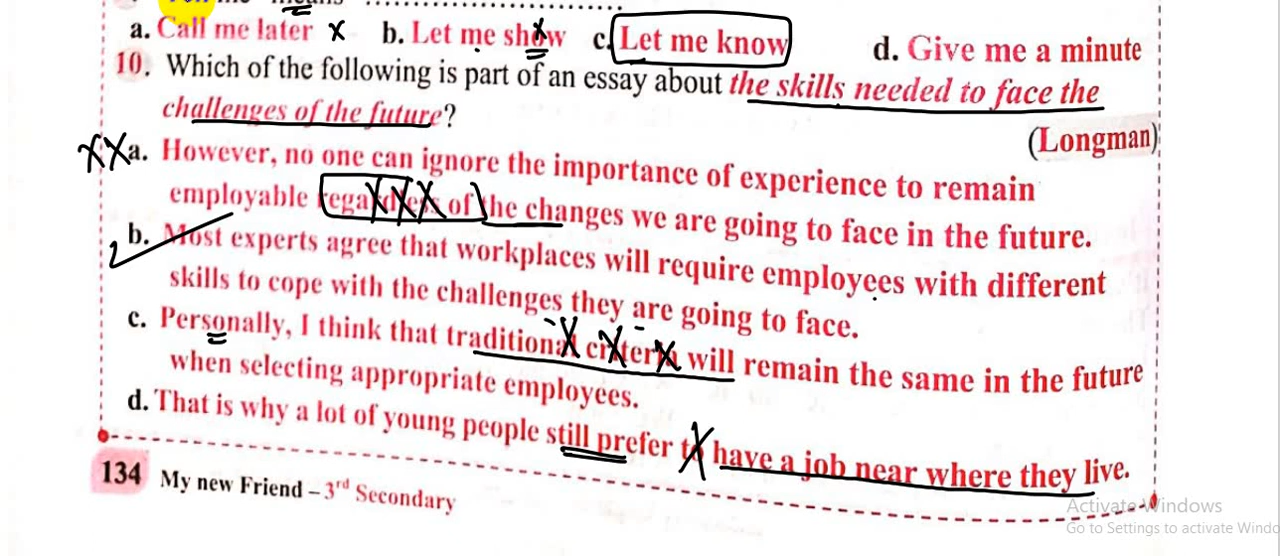 means ..........................................
a. Call me later x b. Let me show x c. Let me know d. Give me a minute
10. Which of the following is part of an essay about the skills needed to face the
challenges of the future?
(Longman)
XX a. However, no one can ignore the importance of experience to remain
employable regardless of the changes we are going to face in the future.
b. Most experts agree that workplaces will require employees with different
skills to cope with the challenges they are going to face.
c. Personally, I think that traditional criteria will remain the same in the future
when selecting appropriate employees.
d. That is why a lot of young people still prefer to have a job near where they live.
134 My new Friend – 3rd Secondary
Activate Windows
Go to Settings to activate Windo